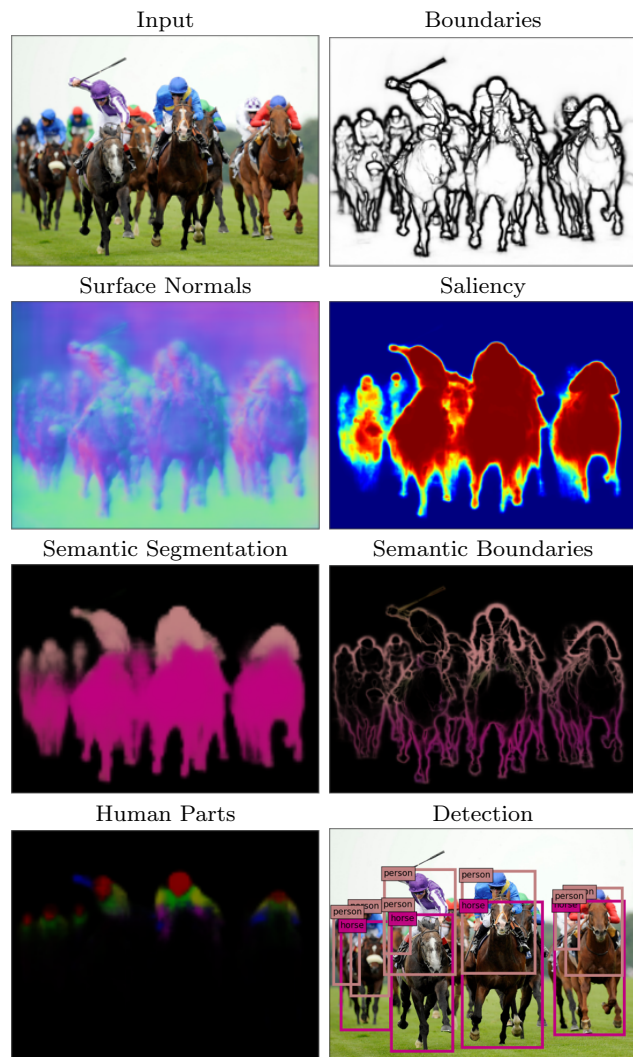 Input
Boundaries
Surface Normals
Saliency
Semantic Segmentation
Semantic Boundaries
Human Parts
Detection
person
person
person
person
person
person
horse
horse
horse